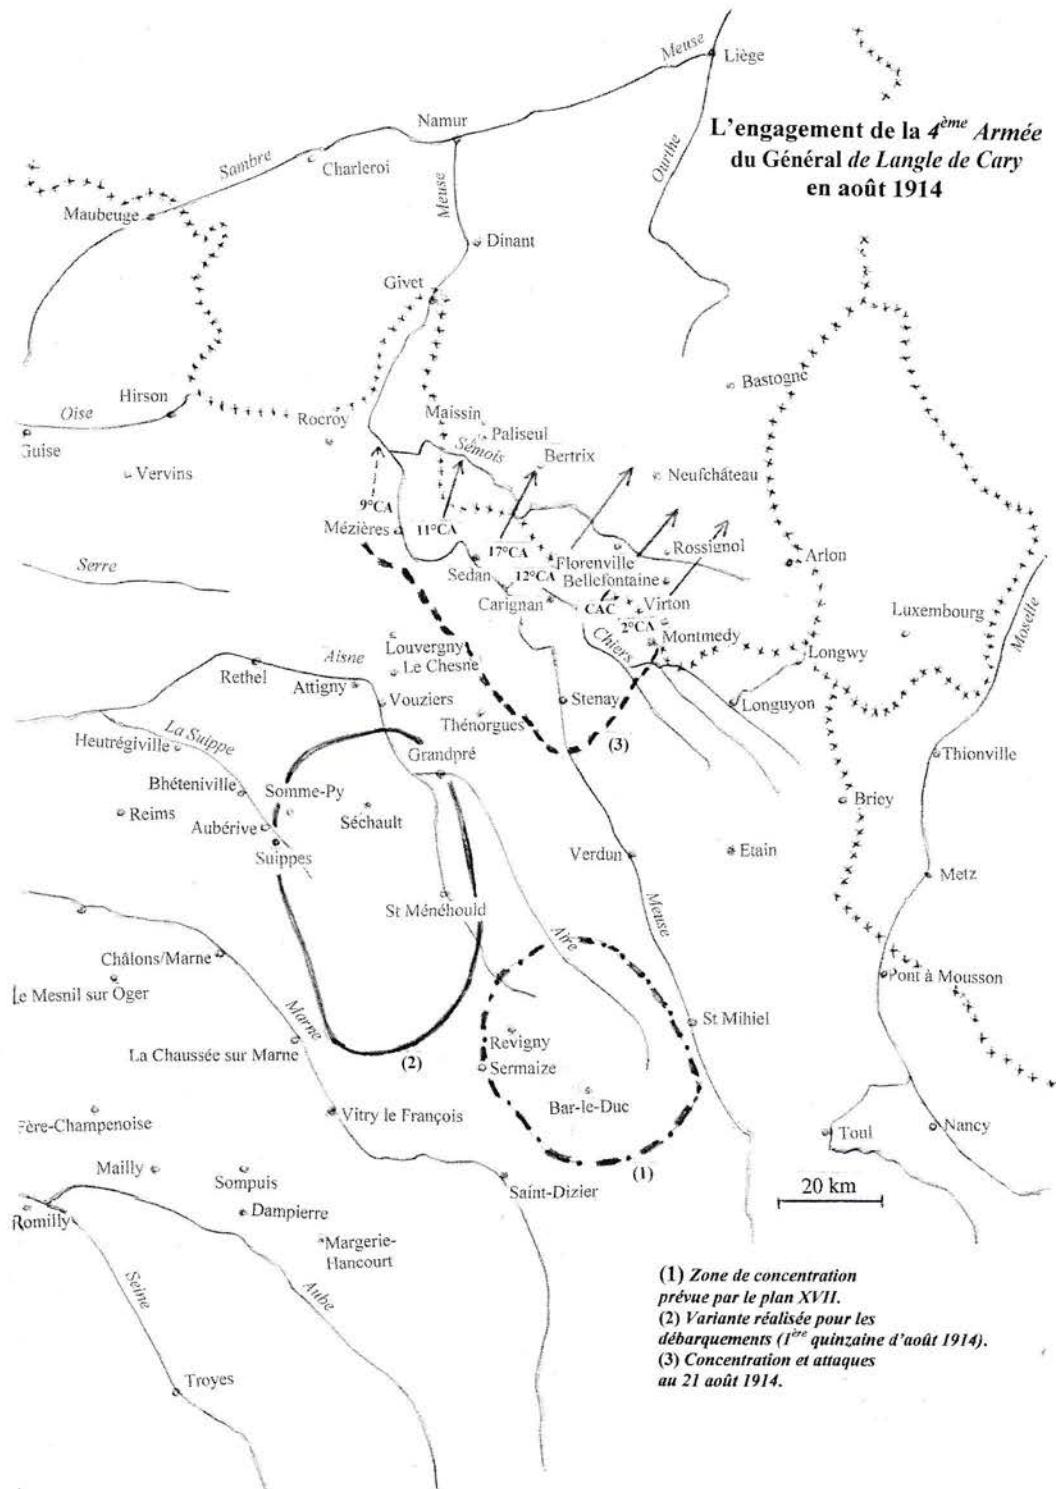 Meuse
Liège
L'engagement de la 4ème Armée
du Général de Langle de Cary
en août 1914
Namur
Sambre
Charleroi
Ourthe
Meuse
Maubeuge
Dinant
Givet
Bastogne
Hirson
Oise
Rocroy
Maissin
Paliseul
Guise
Sémois
Bertrix
Vervins
Neufchâteau
9°CA
11°CA
Mézières
17°CA
Rossignol
Florenville
Serre
Sedan
12°CA
Bellefontaine
Arlon
Carignan
CAC
Virton
Luxembourg
2°CA
Moselle
Montmedy
Chiers
Louvergny
Longwy
Aisne
Le Chesne
Rethel
Attigny
Vouziers
Stenay
Longuyon
Thénorgues
(3)
La Suippe
Heutrégiville
Grandpré
Thionville
Bhéteniville
Somme-Py
Briey
Reims
Séchault
Aubérive
Suippes
Verdun
Etain
Metz
St Ménéhould
Meuse
Aire
Châlons/Marne
Pont à Mousson
Le Mesnil sur Oger
Marne
St Mihiel
Revigny
La Chaussée sur Marne
(2)
Sermaize
Bar-le-Duc
Vitry le François
Fère-Champenoise
Toul
Nancy
Mailly
Sompuis
(1)
Saint-Dizier
20 km
Romilly
Dampierre
Margerie-
Hancourt
Seine
Aube
(1) Zone de concentration
prévue par le plan XVII.
(2) Variante réalisée pour les
débarquements (1ère quinzaine d'août 1914).
(3) Concentration et attaques
au 21 août 1914.
Troyes